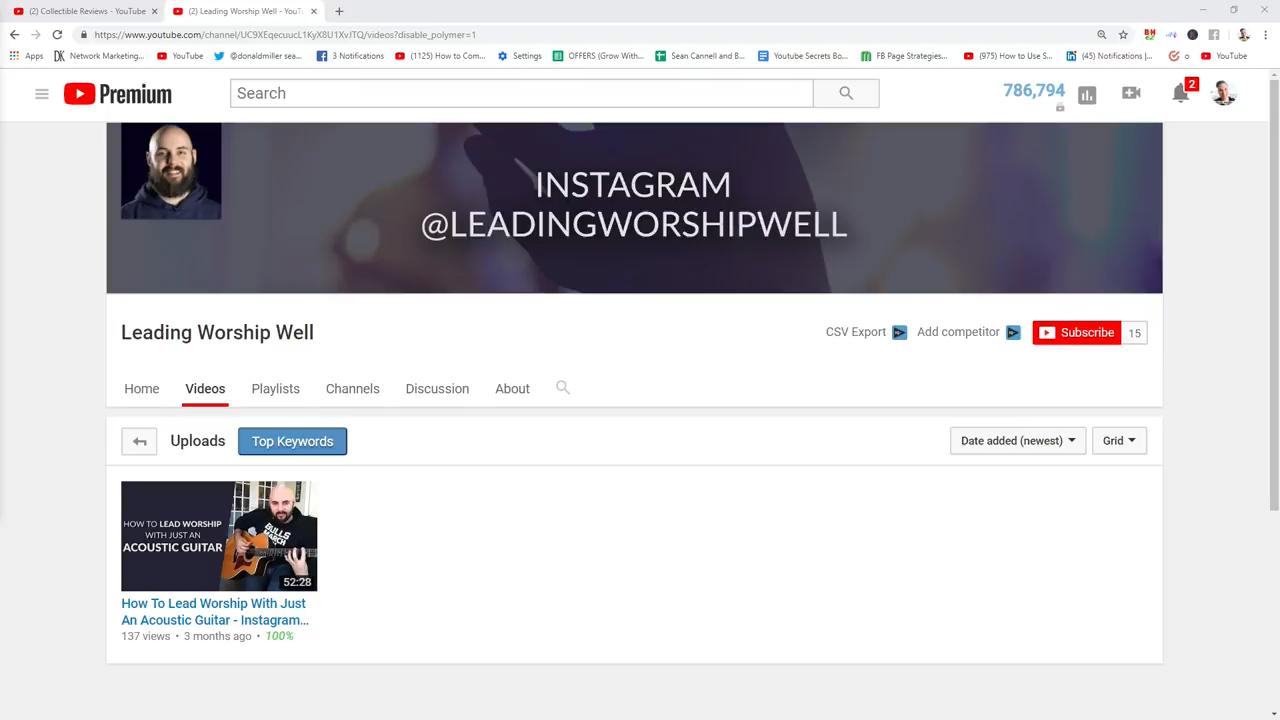 (2) Collectible Reviews - YouTube
(2) Leading Worship Well - YouT
https://www.youtube.com/channel/UC9XEqecuucL1KyX8U1XvJTQ/videos?disable_polymer=1
Apps
Network Marketing...
YouTube
@donaldmiller sea...
3 Notifications
(1125) How to Com...
Settings
OFFERS (Grow With...
Sean Cannell and B...
Youtube Secrets Bo...
FB Page Strategies...
(975) How to Use S...
(45) Notifications |...
0
YouTube
Premium
Search
786,794
2
INSTAGRAM
@LEADINGWORSHIPWELL
Leading Worship Well
CSV Export
Add competitor
Subscribe 15
Home Videos Playlists Channels Discussion About
Uploads
Top Keywords
Date added (newest)
Grid
HOW TO LEAD WORSHIP
WITH JUST AN
ACOUSTIC GUITAR
BULLS
MARCH
52:28
How To Lead Worship With Just
An Acoustic Guitar - Instagram...
137 views • 3 months ago • 100%